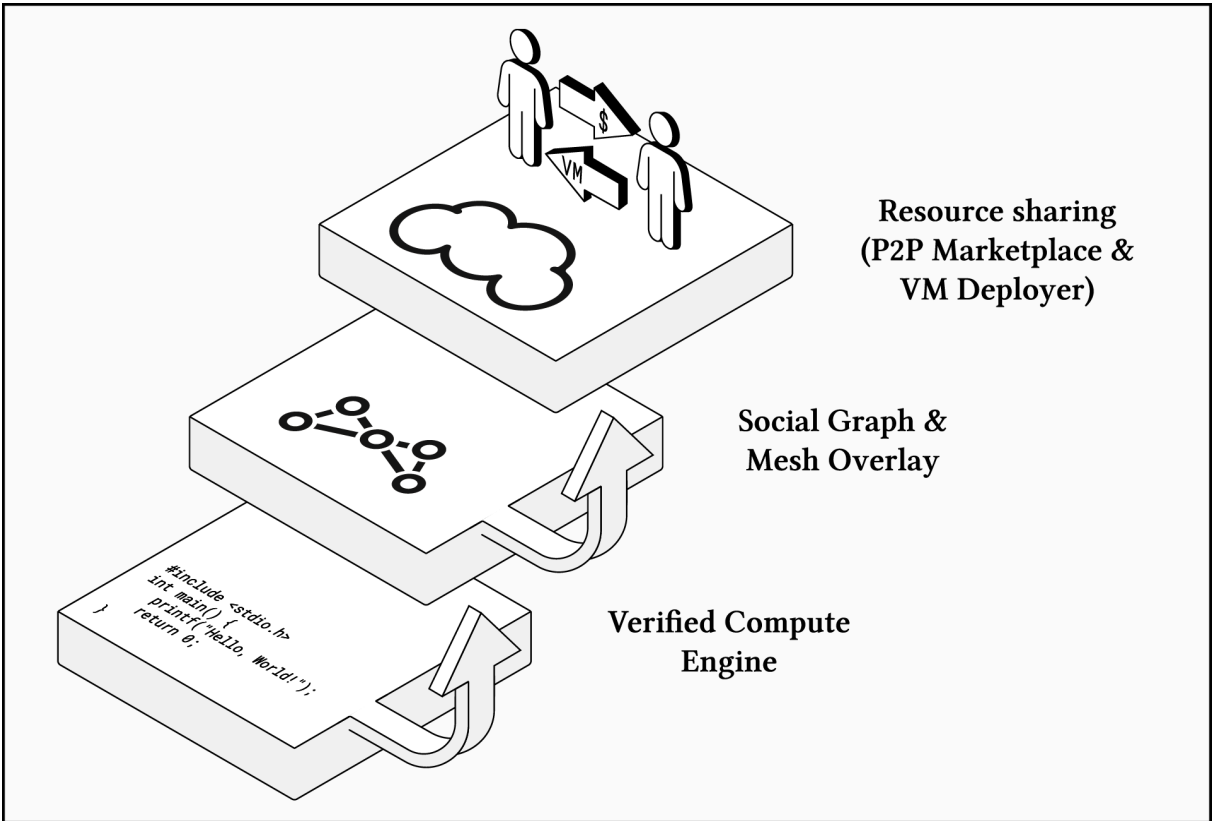 $
VM
Resource sharing
(P2P Marketplace &
VM Deployer)
Social Graph &
Mesh Overlay
#include <stdio.h>
int main() {
printf("Hello, World!");
return 0;
}
Verified Compute
Engine